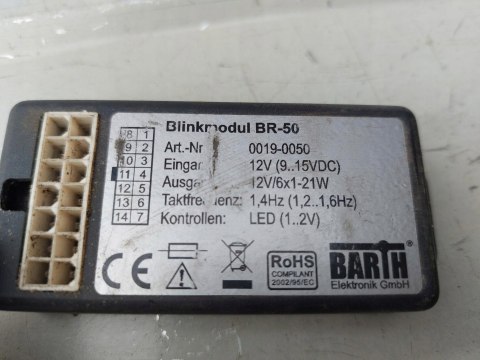 Blinkmodul BR-50
8 1
9 2
10 3
11 4
12 5
13 6
14 7
Art.-Nr 0019-0050
12V (9..15VDC)
12V/6x1-21W
Taktfrequenz: 1,4Hz (1,2..1,6Hz)
Kontrollen: LED (1..2V)
CE
RoHS
COMPLIANT
2002/95/EC
BARTH®
Elektronik GmbH